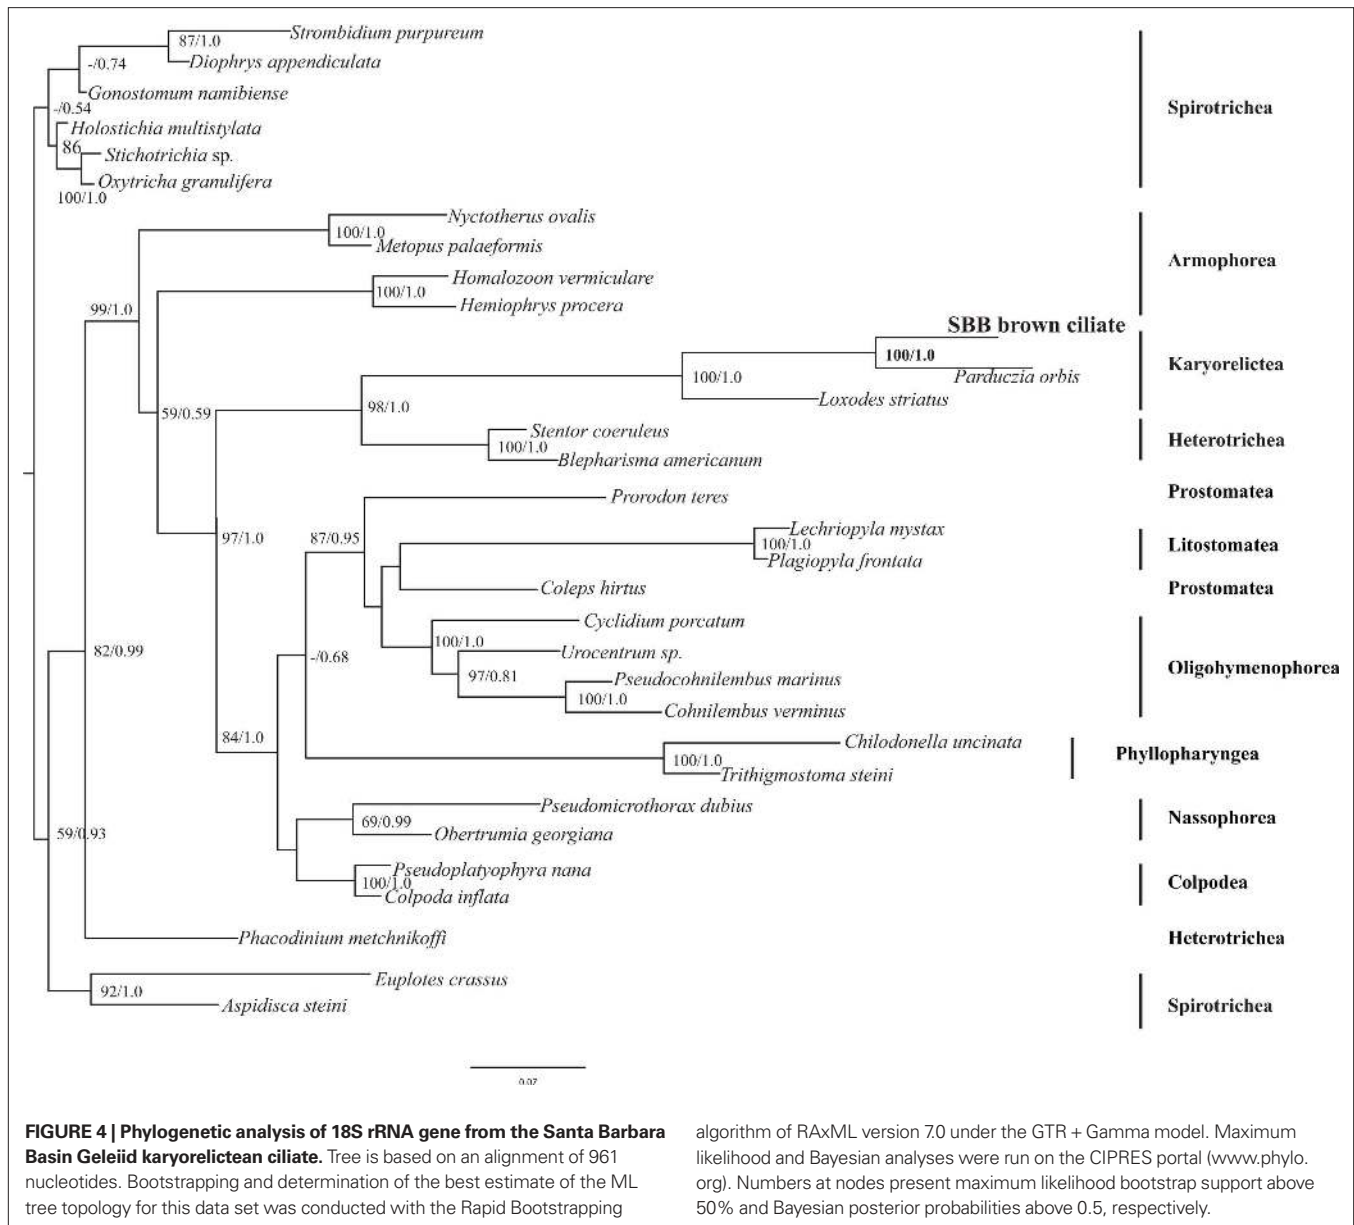 Strombidium purpureum
87/1.0
Diophrys appendiculata
-/0.74
Gonostomum namibiense
-/0.54
Spirotrichea
Holostichia multistylata
86
Stichotrichia sp.
Oxytricha granulifera
100/1.0
Nyctotherus ovalis
100/1.0
Metopus palaeformis
Armophorea
Homalozoon vermiculare
100/1.0
Hemiophrys procera
99/1.0
SBB brown ciliate
100/1.0
Parduczia orbis
Karyorelictea
100/1.0
Loxodes striatus
59/0.59
98/1.0
Stentor coeruleus
100/1.0
Heterotrichea
Blepharisma americanum
Prorodon teres
Prostomatea
97/1.0
87/0.95
Lechriopyla mystax
100/1.0
Litostomatea
Plagiopyla frontata
Coleps hirtus
Prostomatea
Cyclidium porcatum
100/1.0
Urocentrum sp.
82/0.99
-/0.68
97/0.81
Oligohymenophorea
Pseudocohnilembus marinus
100/1.0
Cohnilembus verminus
84/1.0
Chilodonella uncinata
100/1.0
Phyllopharyngea
Trithigmostoma steini
Pseudomicrothorax dubius
69/0.99
Nassophorea
Obertrumia georgiana
59/0.93
Pseudoplatyophyra nana
100/1.0
Colpodea
Colpoda inflata
Phacodinium metchnikoffi
Heterotrichea
Euplotes crassus
92/1.0
Aspidisca steini
Spirotrichea
0.07
FIGURE 4 | Phylogenetic analysis of 18S rRNA gene from the Santa Barbara
Basin Geleiid karyorelictean ciliate. Tree is based on an alignment of 961
nucleotides. Bootstrapping and determination of the best estimate of the ML
tree topology for this data set was conducted with the Rapid Bootstrapping
algorithm of RAxML version 7.0 under the GTR + Gamma model. Maximum
likelihood and Bayesian analyses were run on the CIPRES portal (www.phylo.
org). Numbers at nodes present maximum likelihood bootstrap support above
50% and Bayesian posterior probabilities above 0.5, respectively.